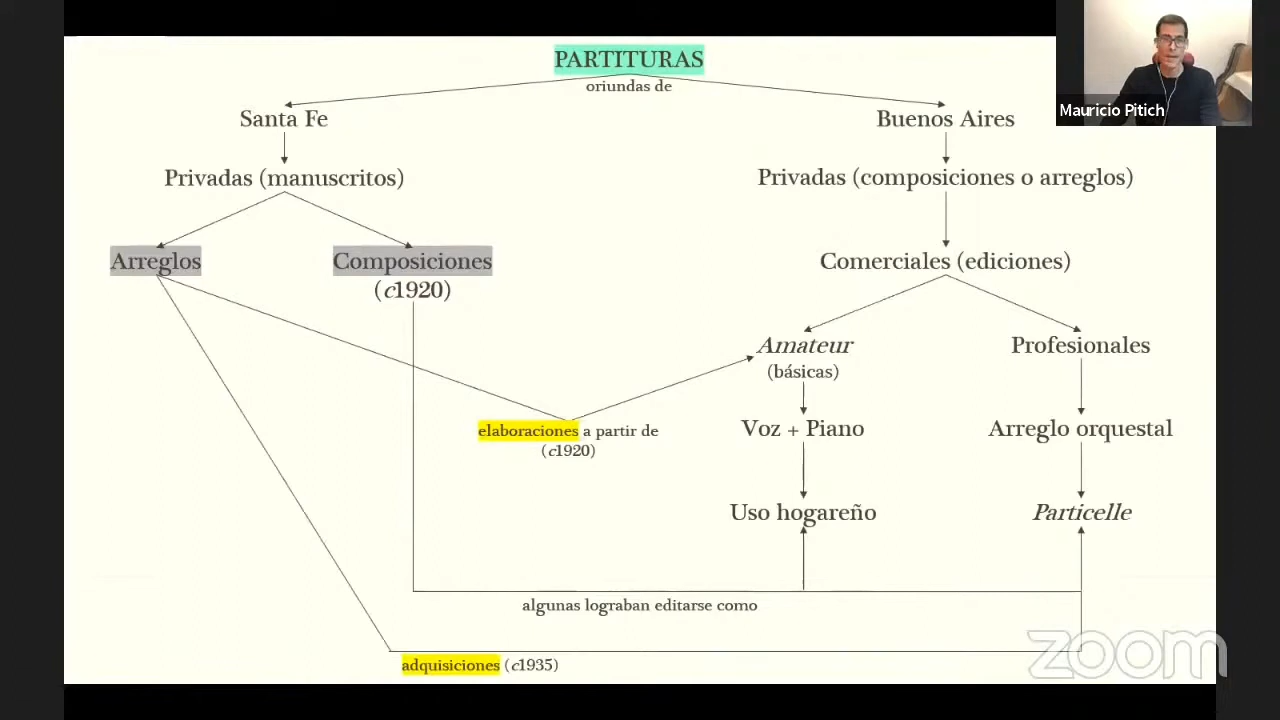 PARTITURAS
oriundas de
Mauricio Pitich
Santa Fe
Buenos Aires
Privadas (manuscritos)
Privadas (composiciones o arreglos)
Arreglos
Composiciones
(c1920)
Comerciales (ediciones)
Amateur
(básicas)
Profesionales
elaboraciones a partir de
(c1920)
Voz + Piano
Arreglo orquestal
Uso hogareño
Particelle
algunas lograban editarse como
adquisiciones (c1935)
zoom